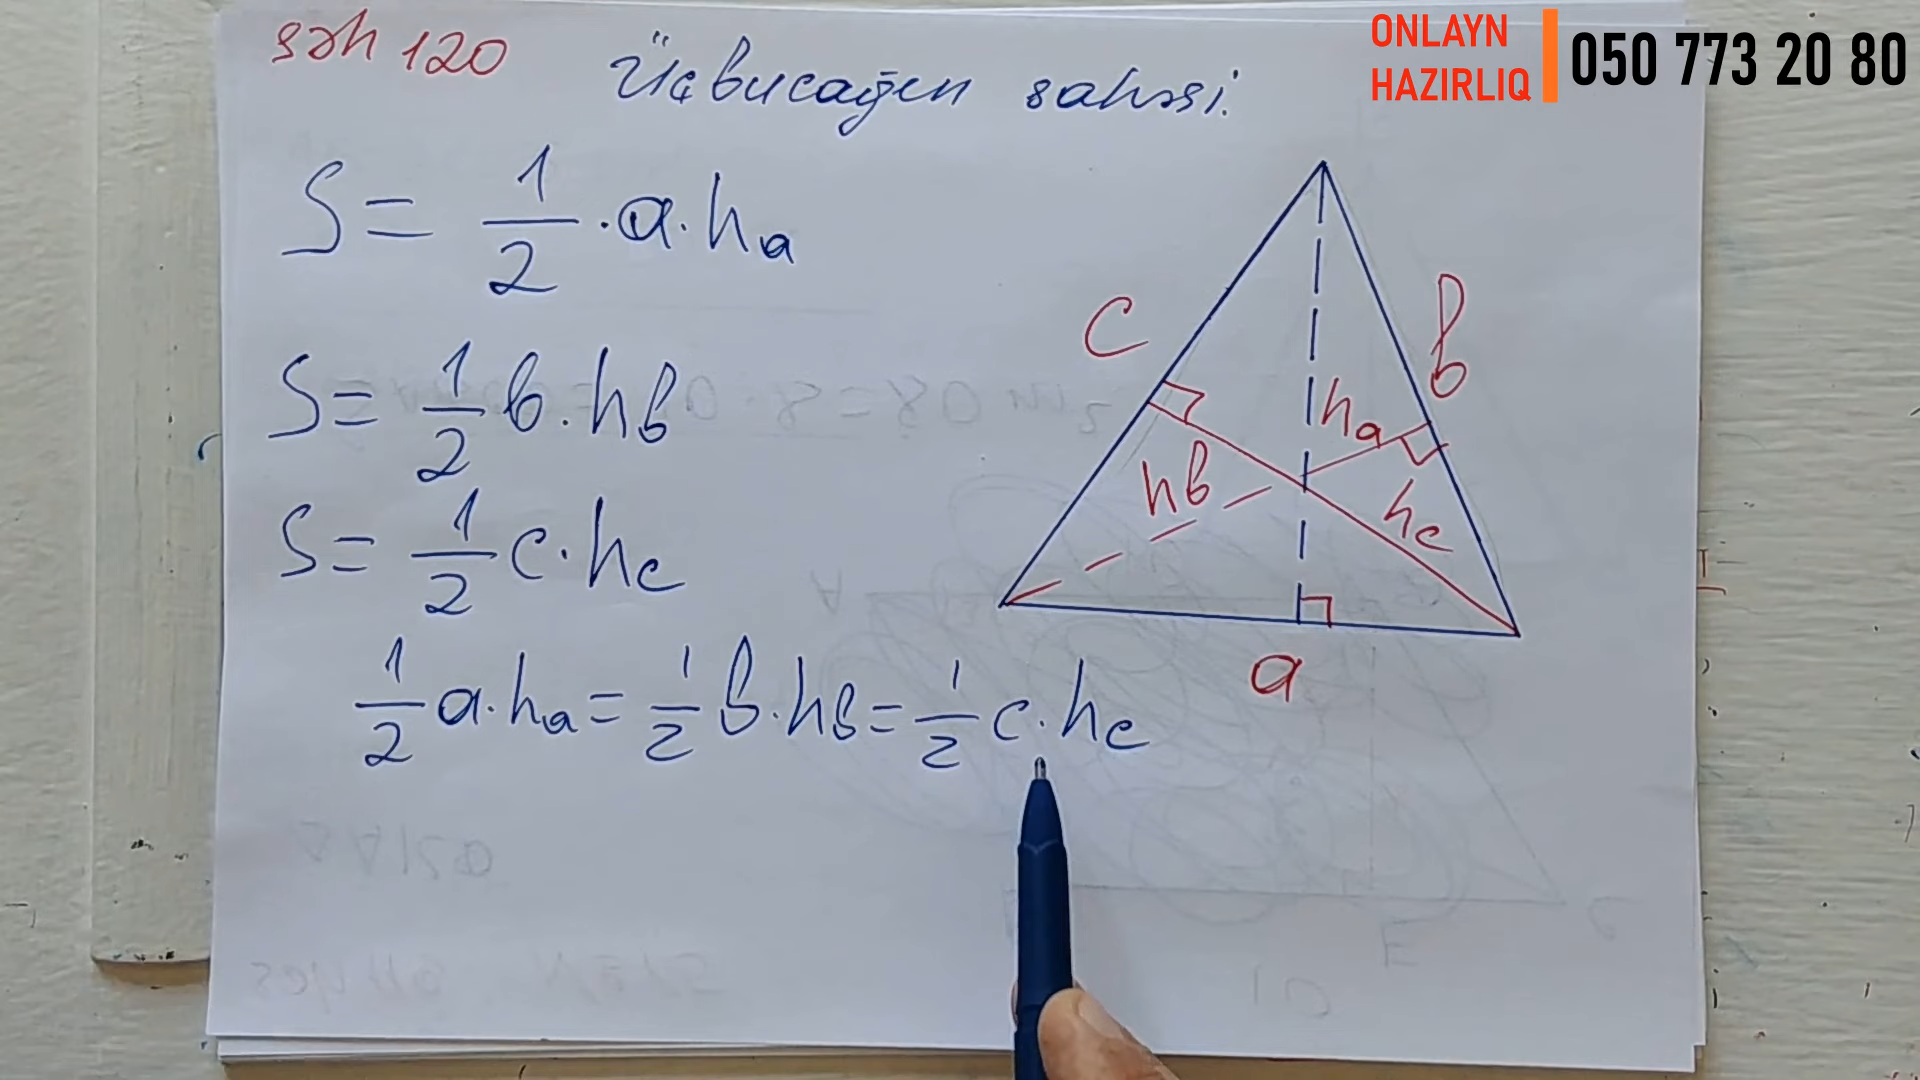 səh 120
Üçbucağın sahəsi.
ONLAYN
HAZIRLIQ
050 773 20 80
S = 1/2 · a · hₐ
S = 1/2 b · hb
S = 1/2 c · hc
1/2 a · hₐ = 1/2 b · hb = 1/2 c · hc
c
b
hₐ
hb
hc
a